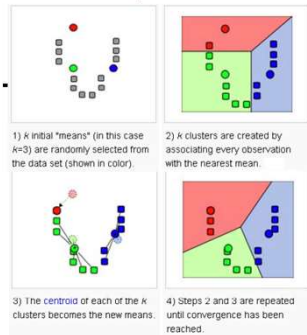 1) k initial "means" (in this case
k=3) are randomly selected from
the data set (shown in color).
2) k clusters are created by
associating every observation
with the nearest mean.
3) The centroid of each of the k
clusters becomes the new means.
4) Steps 2 and 3 are repeated
until convergence has been
reached.